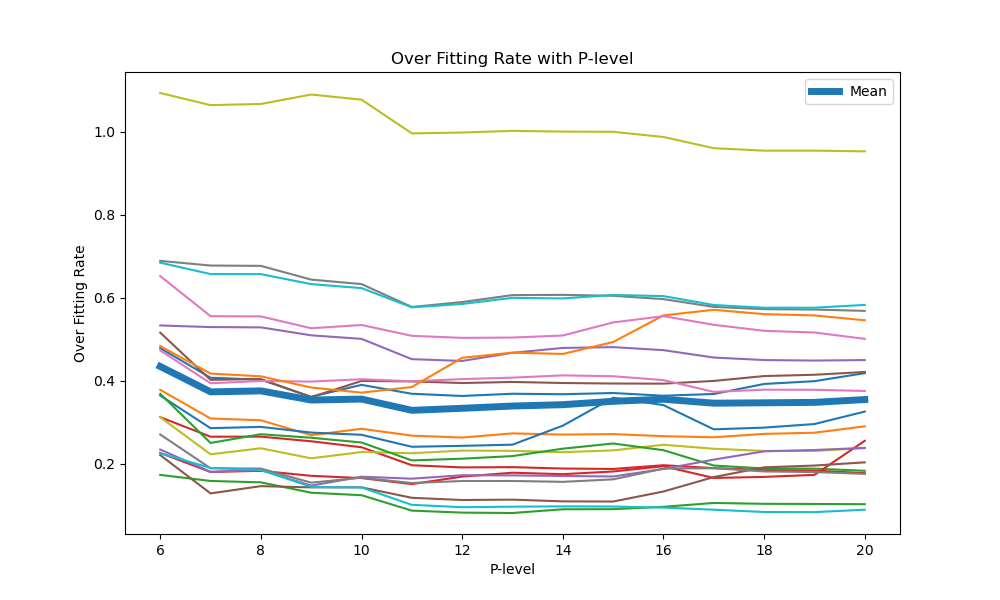 Over Fitting Rate with P-level
Mean
Over Fitting Rate
1.0
0.8
0.6
0.4
0.2
6 8 10 12 14 16 18 20
P-level